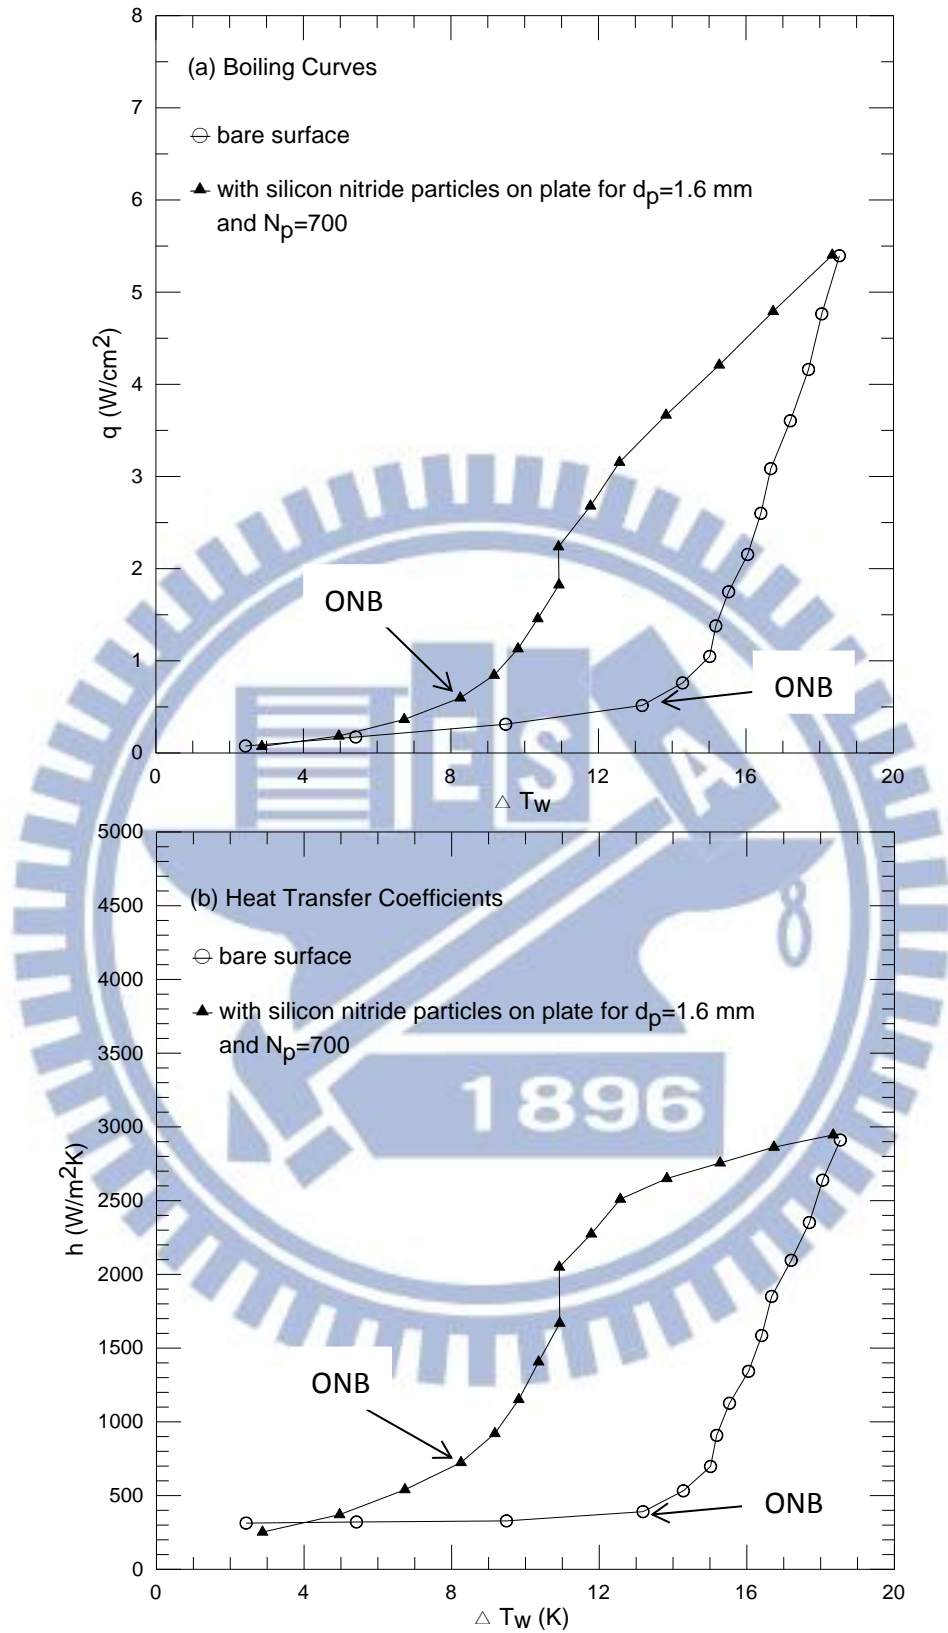 8
(a) Boiling Curves
7
bare surface
with silicon nitride particles on plate for dp=1.6 mm
and Np=700
6
5
q (W/cm2)
4
3
2
ONB
1
ONB
0
0 4 8 12 16 20
△ Tw
ESA
5000
4500
(b) Heat Transfer Coefficients
bare surface
4000
with silicon nitride particles on plate for dp=1.6 mm
and Np=700
3500
1896
3000
2500
h (W/m2K)
2000
1500
ONB
1000
500
ONB
0
0 4 8 12 16 20
△ Tw (K)